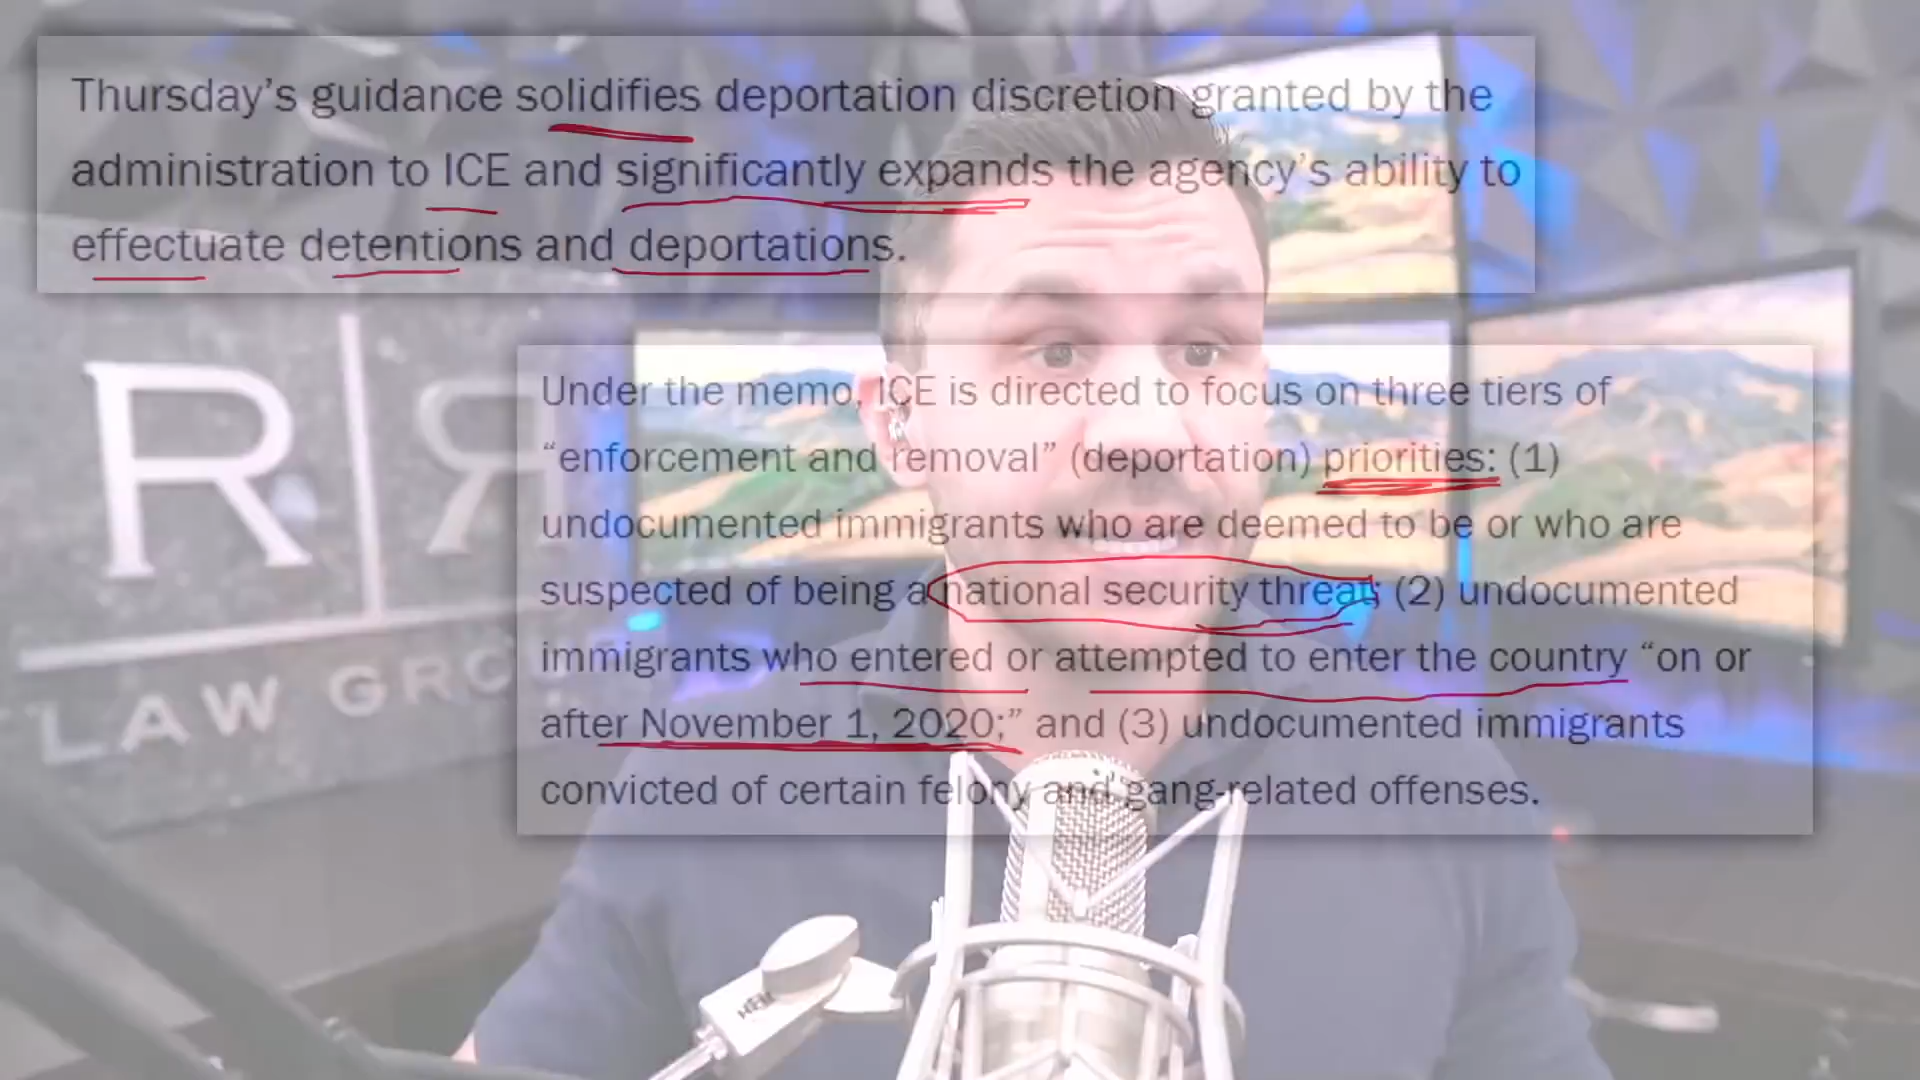 Thursday’s guidance solidifies deportation discretion granted by the
administration to ICE and significantly expands the agency’s ability to
effectuate detentions and deportations.
Under the memo, ICE is directed to focus on three tiers of
“enforcement and removal” (deportation) priorities: (1)
undocumented immigrants who are deemed to be or who are
suspected of being a national security threat; (2) undocumented
immigrants who entered or attempted to enter the country “on or
after November 1, 2020;” and (3) undocumented immigrants
convicted of certain felony and gang-related offenses.
R R
LAW GRO